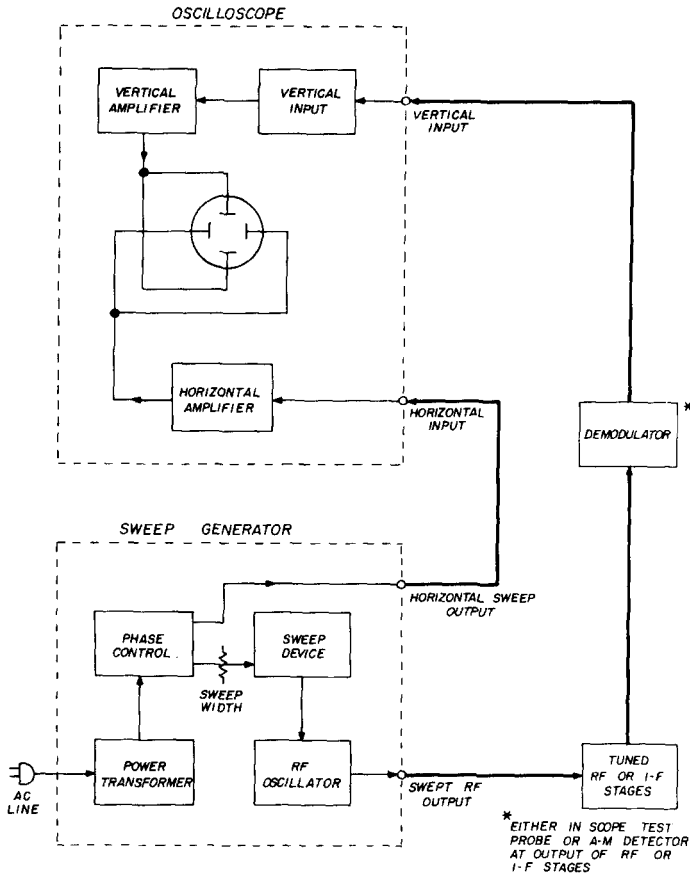 OSCILLOSCOPE
VERTICAL
AMPLIFIER
VERTICAL
INPUT
VERTICAL
INPUT
HORIZONTAL
AMPLIFIER
HORIZONTAL
INPUT
*
DEMODULATOR
SWEEP GENERATOR
HORIZONTAL SWEEP
OUTPUT
PHASE
CONTROL
SWEEP
DEVICE
SWEEP
WIDTH
AC
LINE
POWER
TRANSFORMER
RF
OSCILLATOR
SWEPT RF
OUTPUT
TUNED
RF OR I-F
STAGES
*
EITHER IN SCOPE TEST
PROBE OR A-M DETECTOR
AT OUTPUT OF RF OR
I-F STAGES